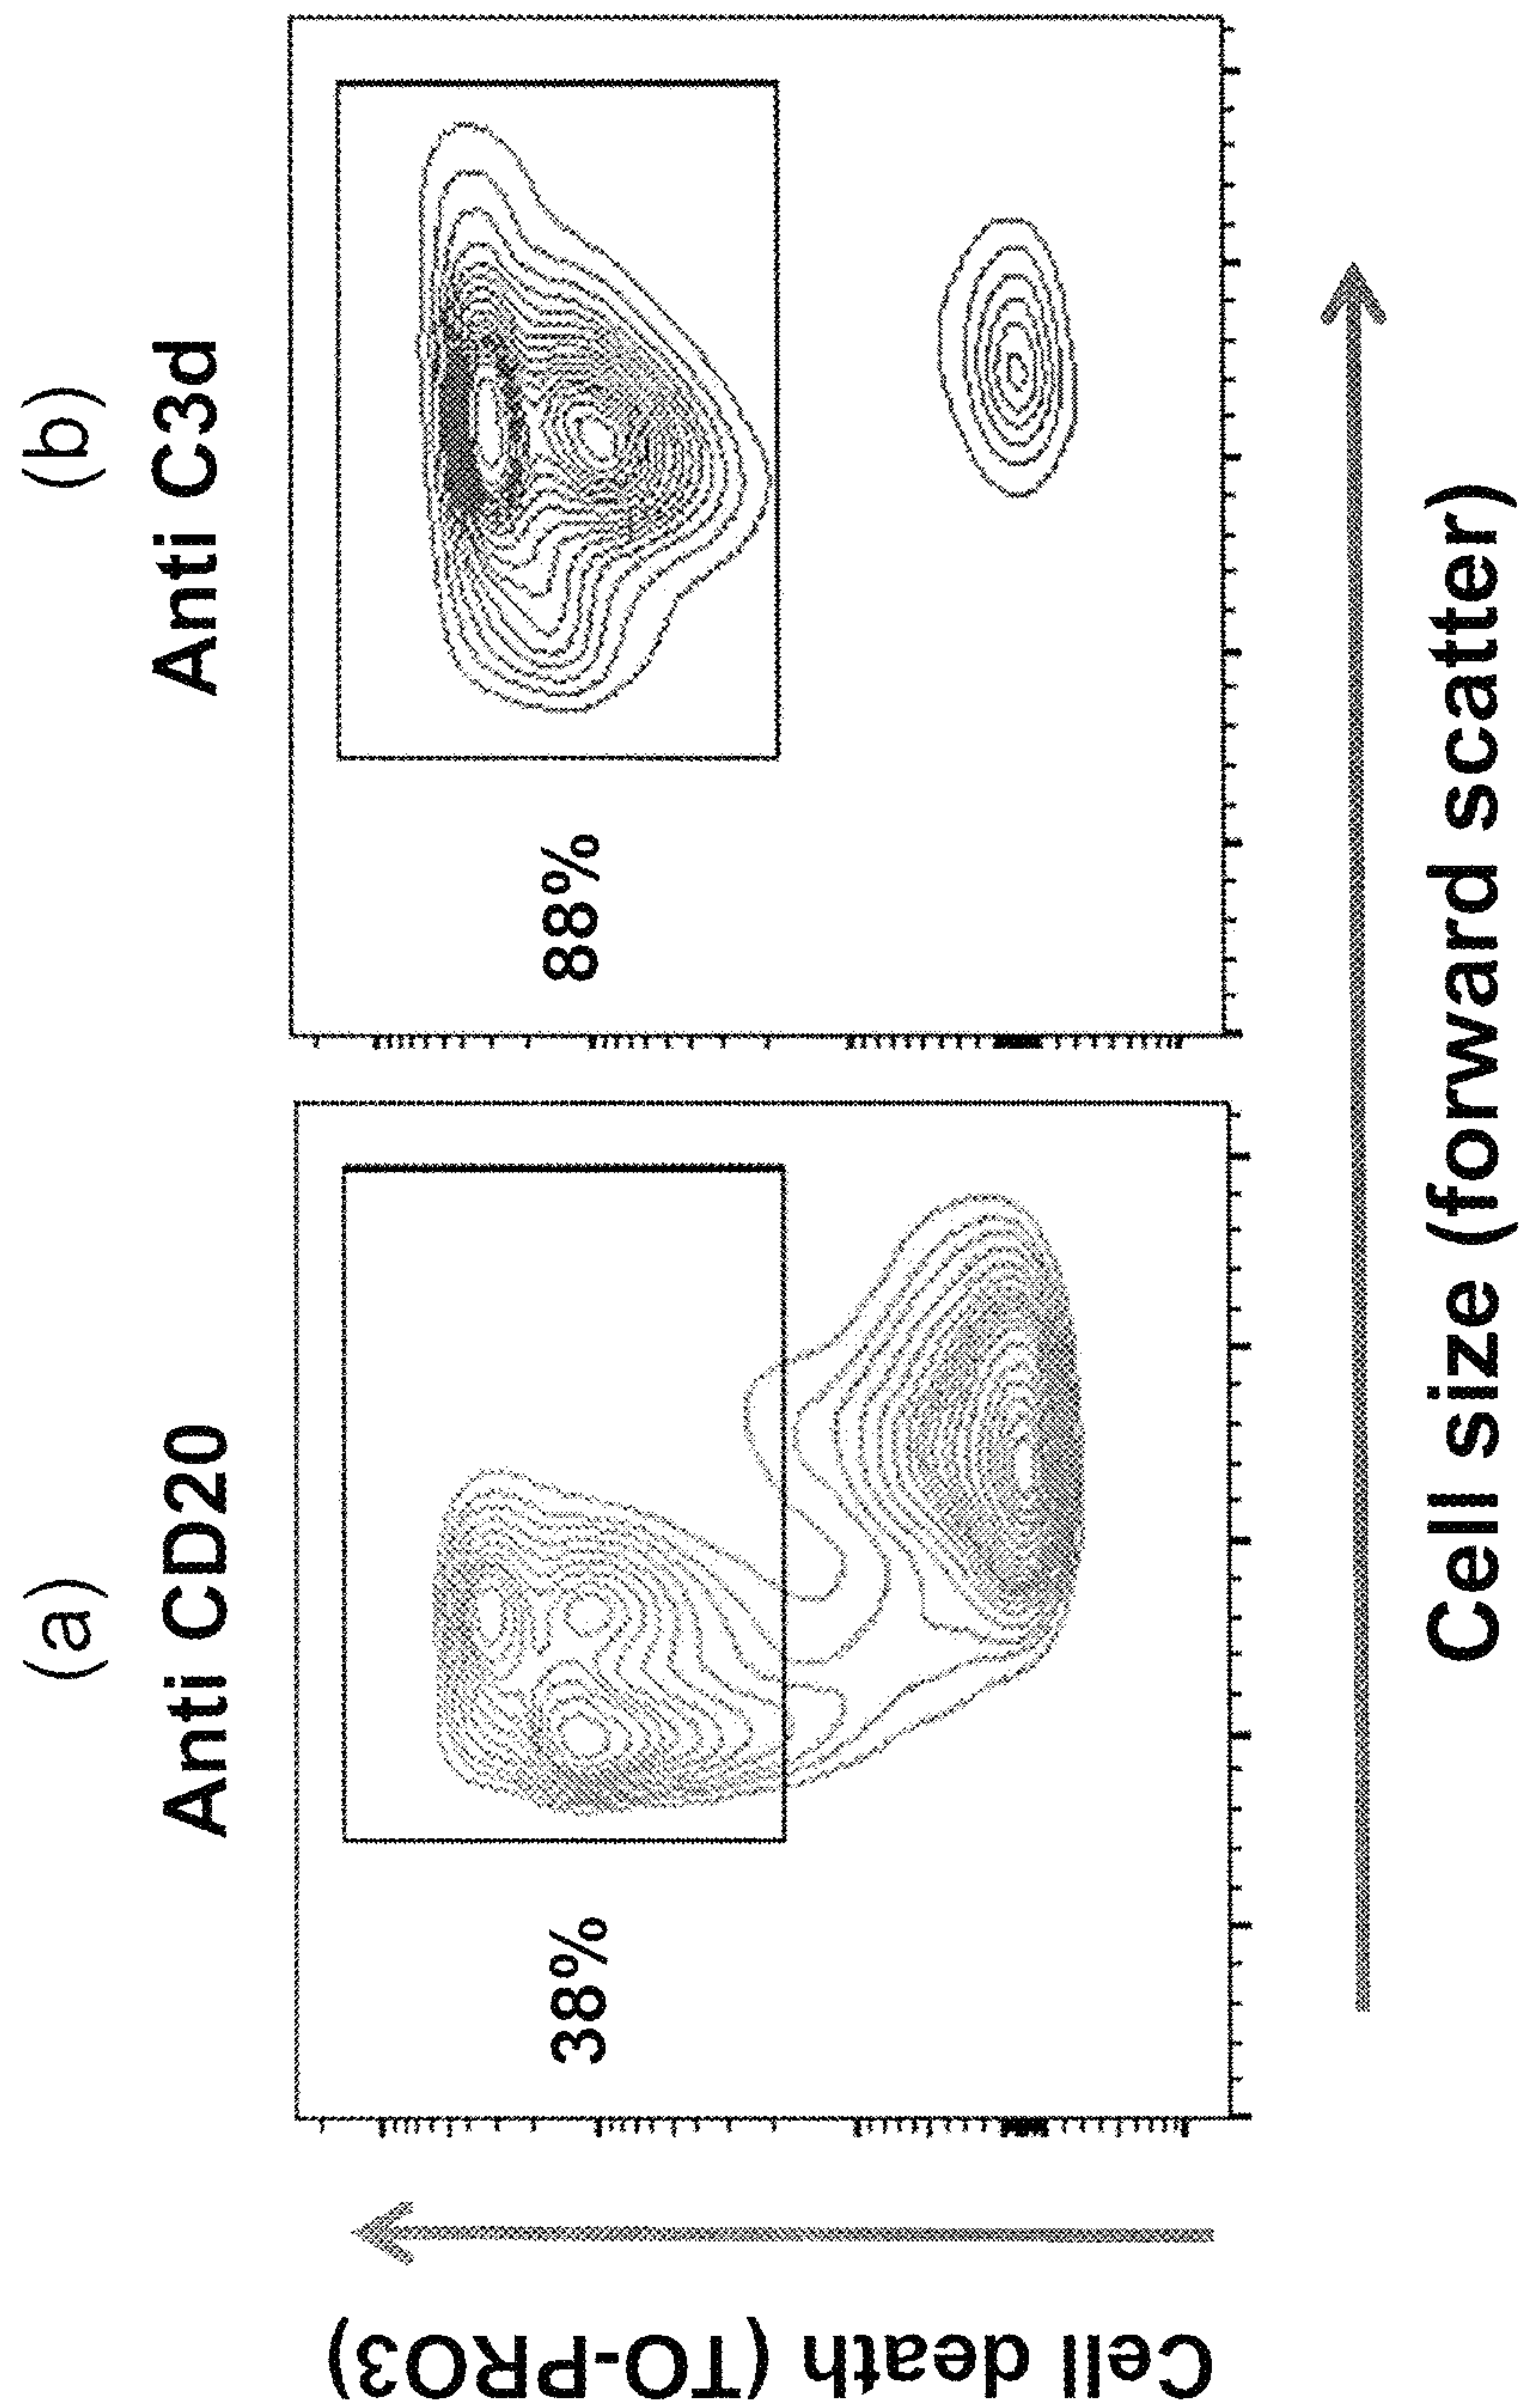 (a)
Anti CD20
38%
(b)
Anti C3d
88%
Cell death (TO-PRO3)
Cell size (forward scatter)